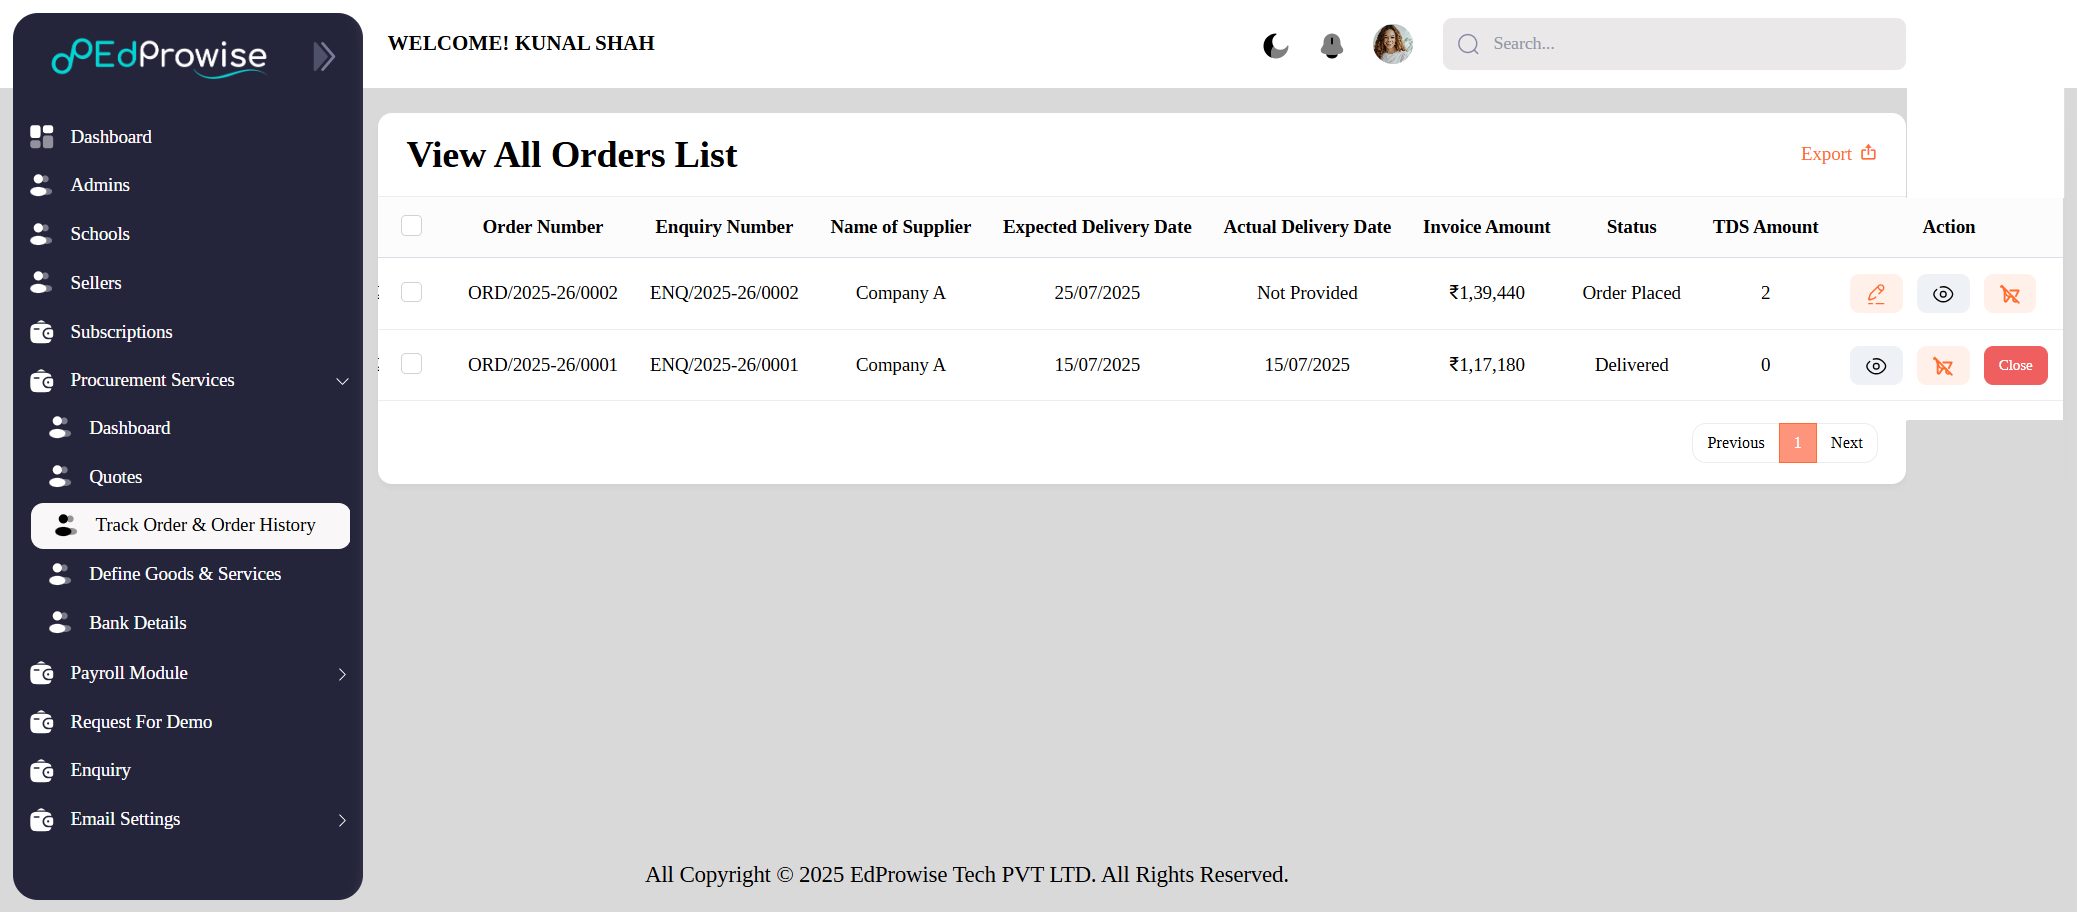 EdProwise
WELCOME! KUNAL SHAH
Search...
Dashboard
Admins
Schools
Sellers
Subscriptions
Procurement Services
Dashboard
Quotes
Track Order & Order History
Define Goods & Services
Bank Details
Payroll Module
Request For Demo
Enquiry
Email Settings
View All Orders List
Export
Order Number Enquiry Number Name of Supplier Expected Delivery Date Actual Delivery Date Invoice Amount Status TDS Amount Action
ORD/2025-26/0002 ENQ/2025-26/0002 Company A 25/07/2025 Not Provided ₹1,39,440 Order Placed 2
ORD/2025-26/0001 ENQ/2025-26/0001 Company A 15/07/2025 15/07/2025 ₹1,17,180 Delivered 0 Close
Previous 1 Next
All Copyright © 2025 EdProwise Tech PVT LTD. All Rights Reserved.